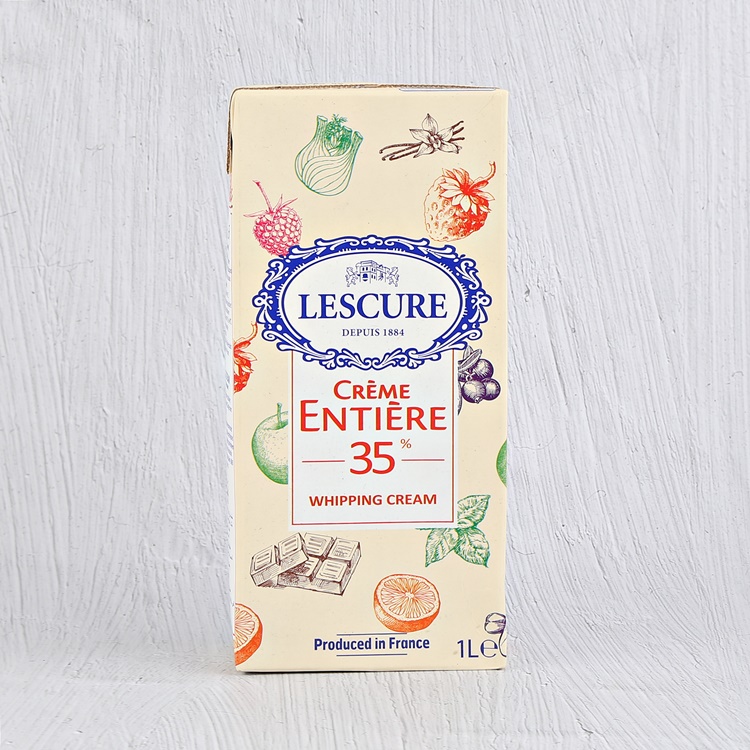 LESCURE
DEPUIS 1884
CRÈME
ENTIÈRE
35%
WHIPPING CREAM
Produced in France
1L℮